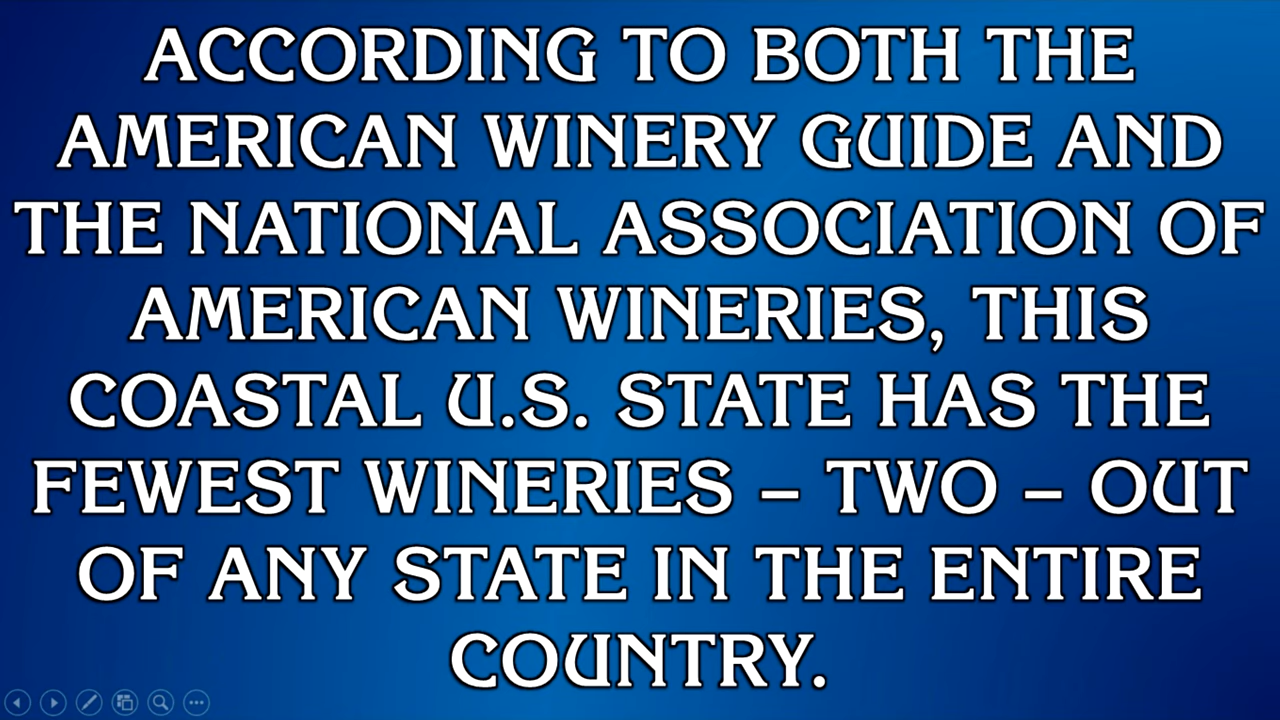 ACCORDING TO BOTH THE
AMERICAN WINERY GUIDE AND
THE NATIONAL ASSOCIATION OF
AMERICAN WINERIES, THIS
COASTAL U.S. STATE HAS THE
FEWEST WINERIES – TWO – OUT
OF ANY STATE IN THE ENTIRE
COUNTRY.